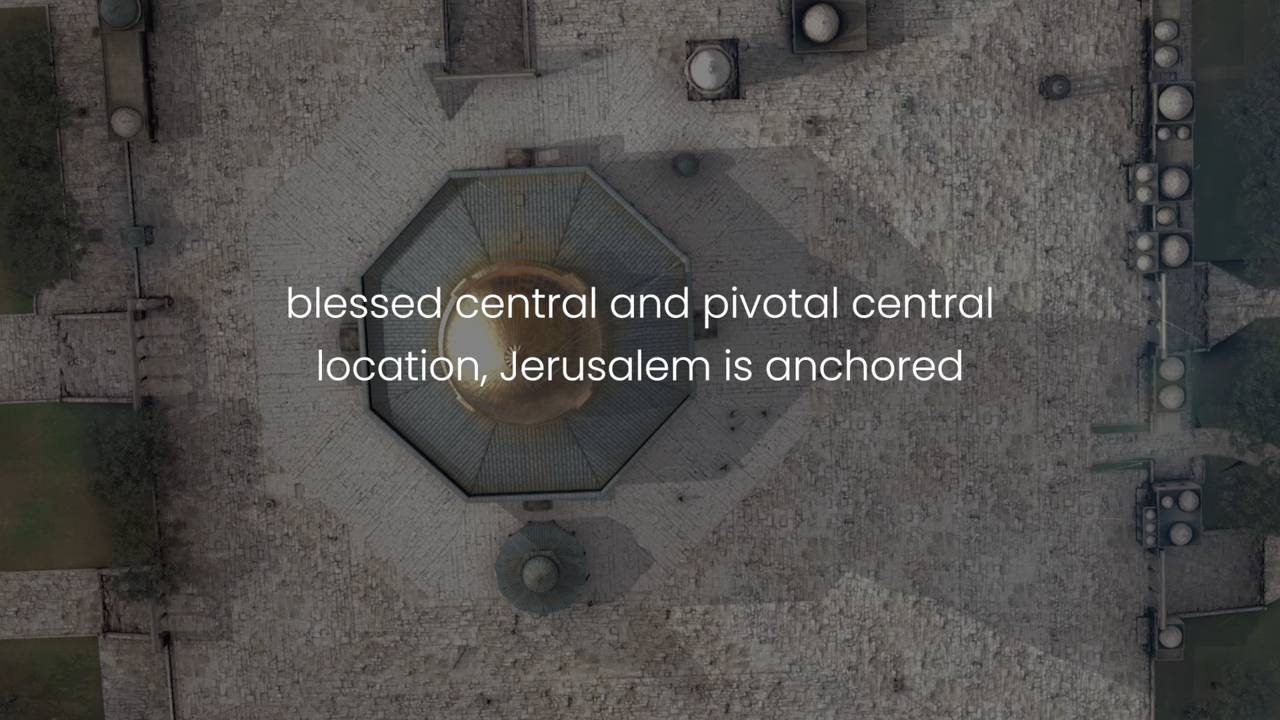 blessed central and pivotal central
location, Jerusalem is anchored